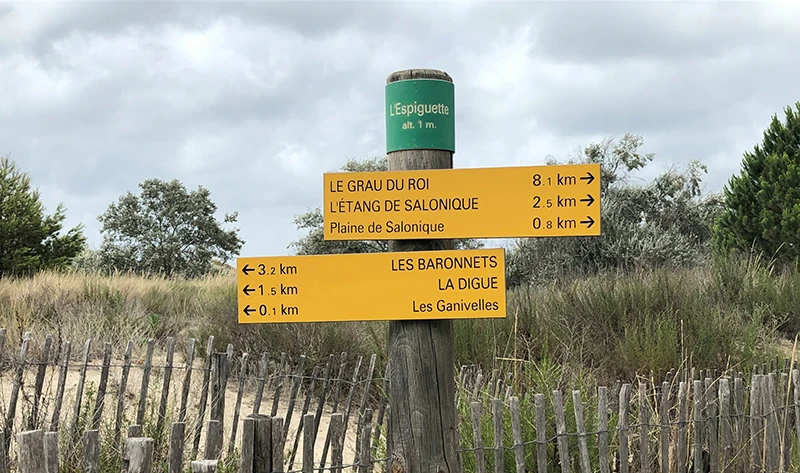 L'Espiguette
alt. 1 m.
LE GRAU DU ROI 8.1 km →
L'ÉTANG DE SALONIQUE 2.5 km →
Plaine de Salonique 0.8 km →
← 3.2 km LES BARONNETS
← 1.5 km LA DIGUE
← 0.1 km Les Ganivelles